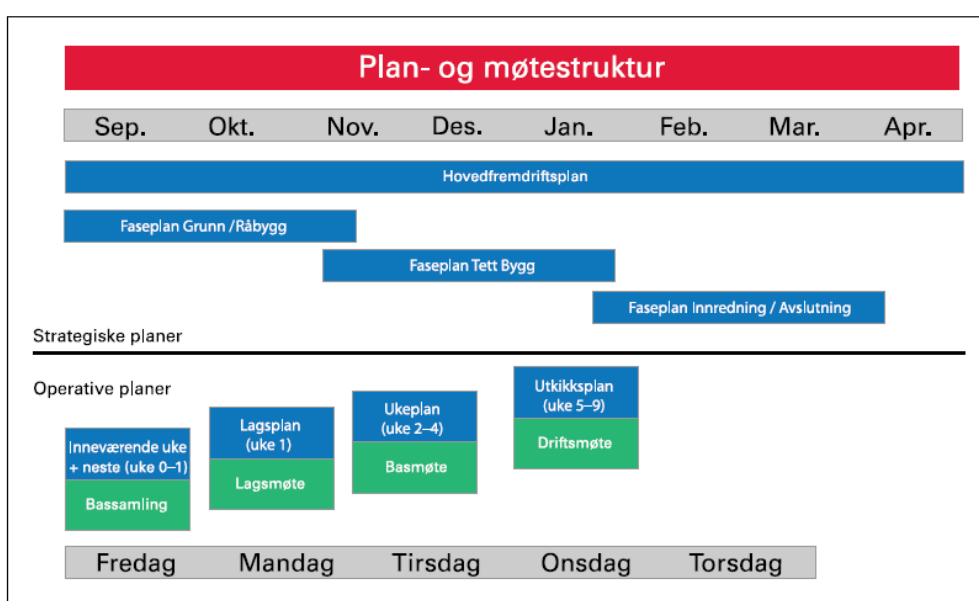 Plan- og møtestruktur
Sep. Okt. Nov. Des. Jan. Feb. Mar. Apr.
Hovedfremdriftsplan
Faseplan Grunn /Råbygg
Faseplan Tett Bygg
Faseplan Innredning / Avslutning
Strategiske planer
Operative planer
Inneværende uke
+ neste (uke 0–1)
Bassamling
Lagsplan
(uke 1)
Lagsmøte
Ukeplan
(uke 2–4)
Basmøte
Utkikksplan
(uke 5–9)
Driftsmøte
Fredag Mandag Tirsdag Onsdag Torsdag